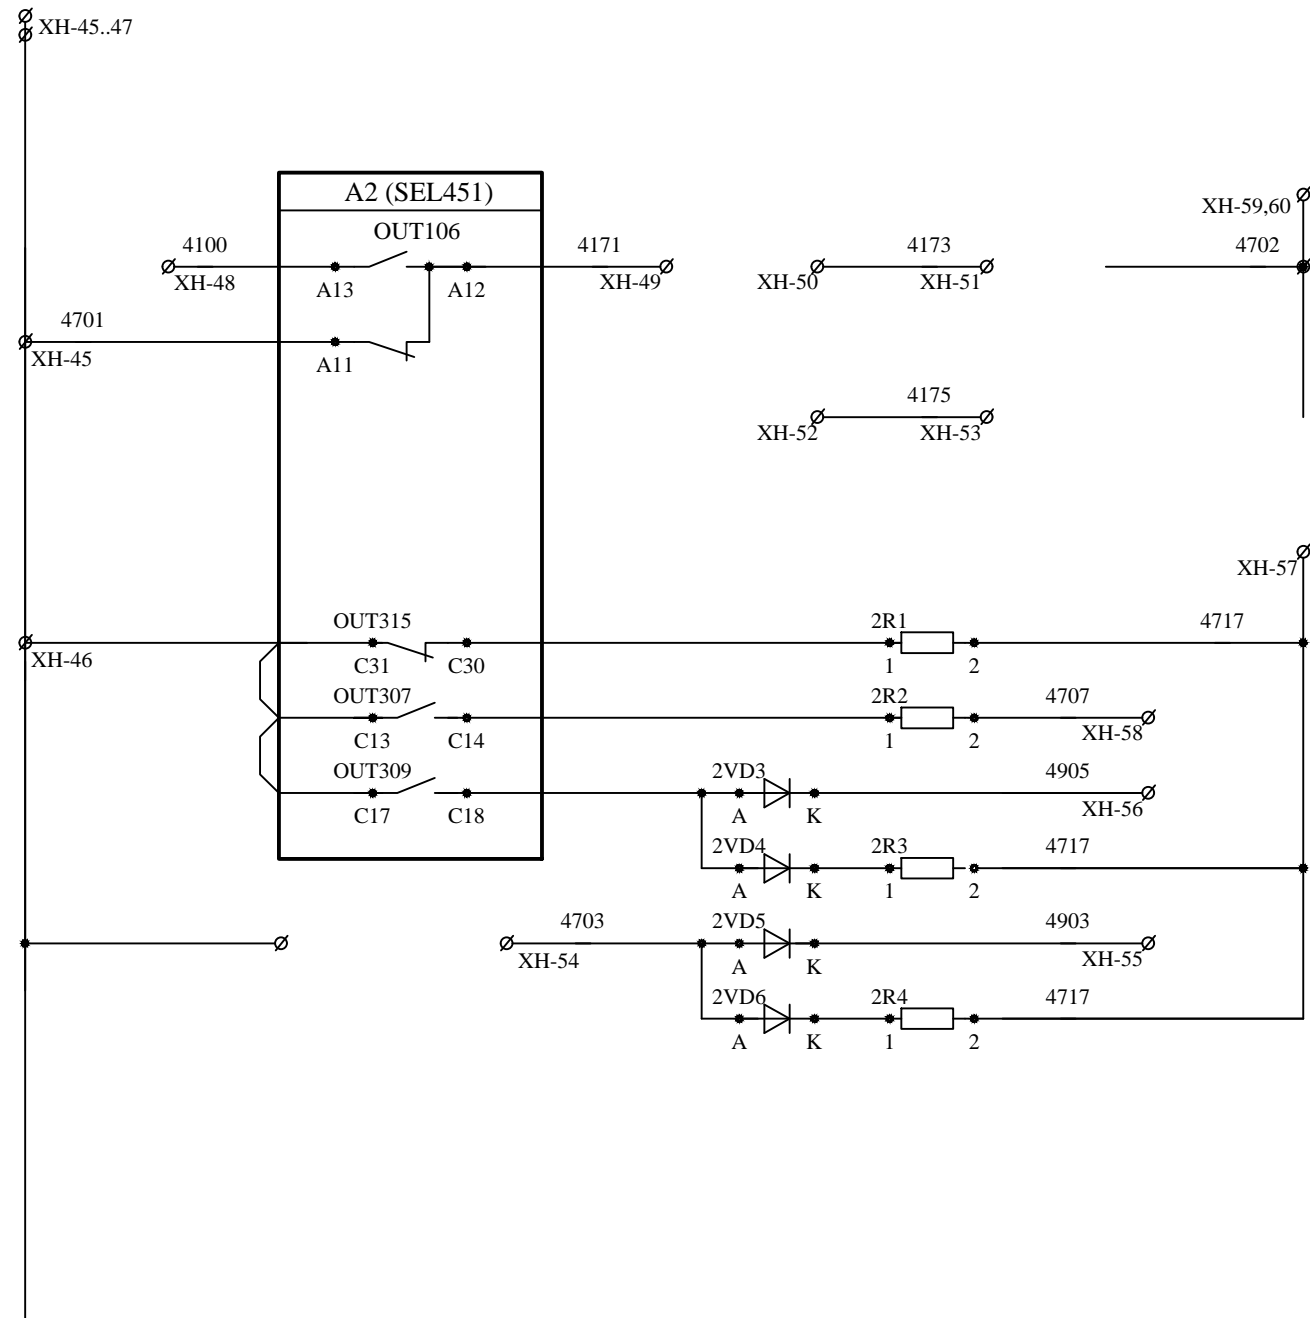 XH-45..47
A2 (SEL451)
XH-59,60
OUT106
4100
4171
4173
4702
XH-48
A13
A12
XH-49
XH-50
XH-51
4701
XH-45
A11
4175
XH-52
XH-53
XH-57
OUT315
2R1
4717
XH-46
C31
C30
1
2
OUT307
2R2
4707
C13
C14
1
2
XH-58
OUT309
2VD3
4905
C17
C18
A
K
XH-56
2VD4
2R3
4717
A
K
1
2
4703
2VD5
4903
XH-54
A
K
XH-55
2VD6
2R4
4717
A
K
1
2